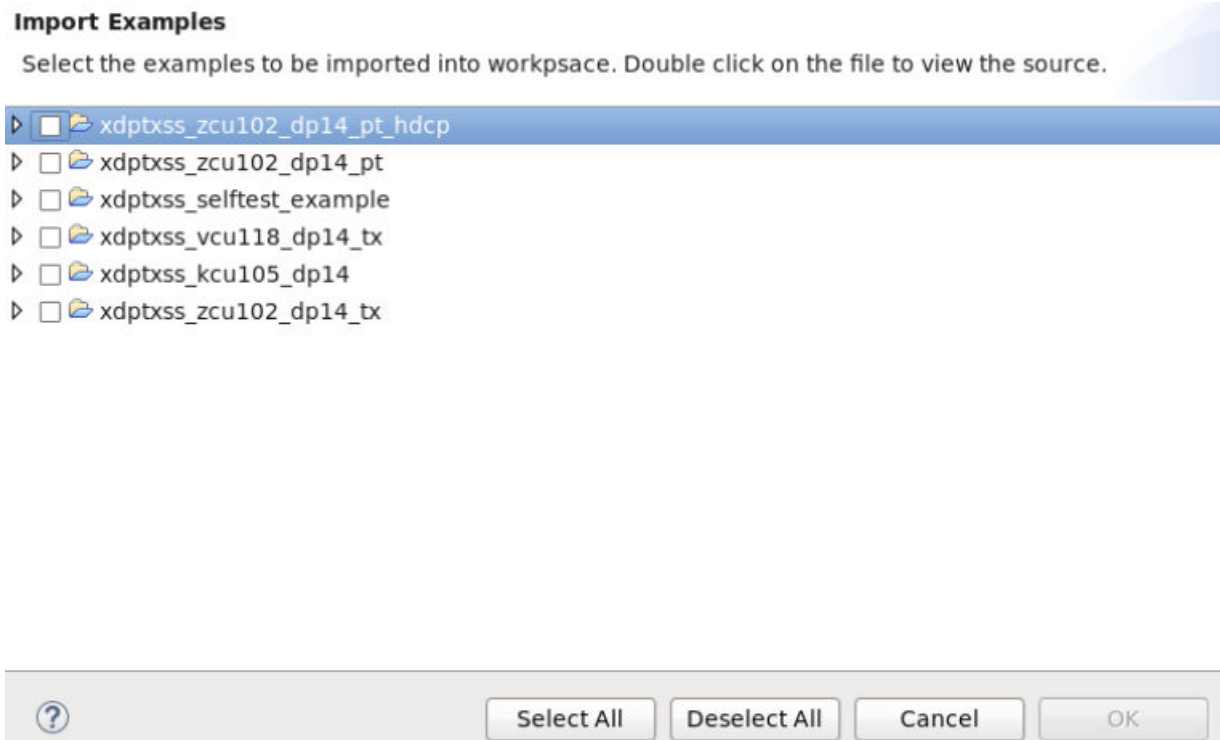 Import Examples
Select the examples to be imported into workpsace. Double click on the file to view the source.
xdptxss_zcu102_dp14_pt_hdcp
xdptxss_zcu102_dp14_pt
xdptxss_selftest_example
xdptxss_vcu118_dp14_tx
xdptxss_kcu105_dp14
xdptxss_zcu102_dp14_tx
? Select All Deselect All Cancel OK